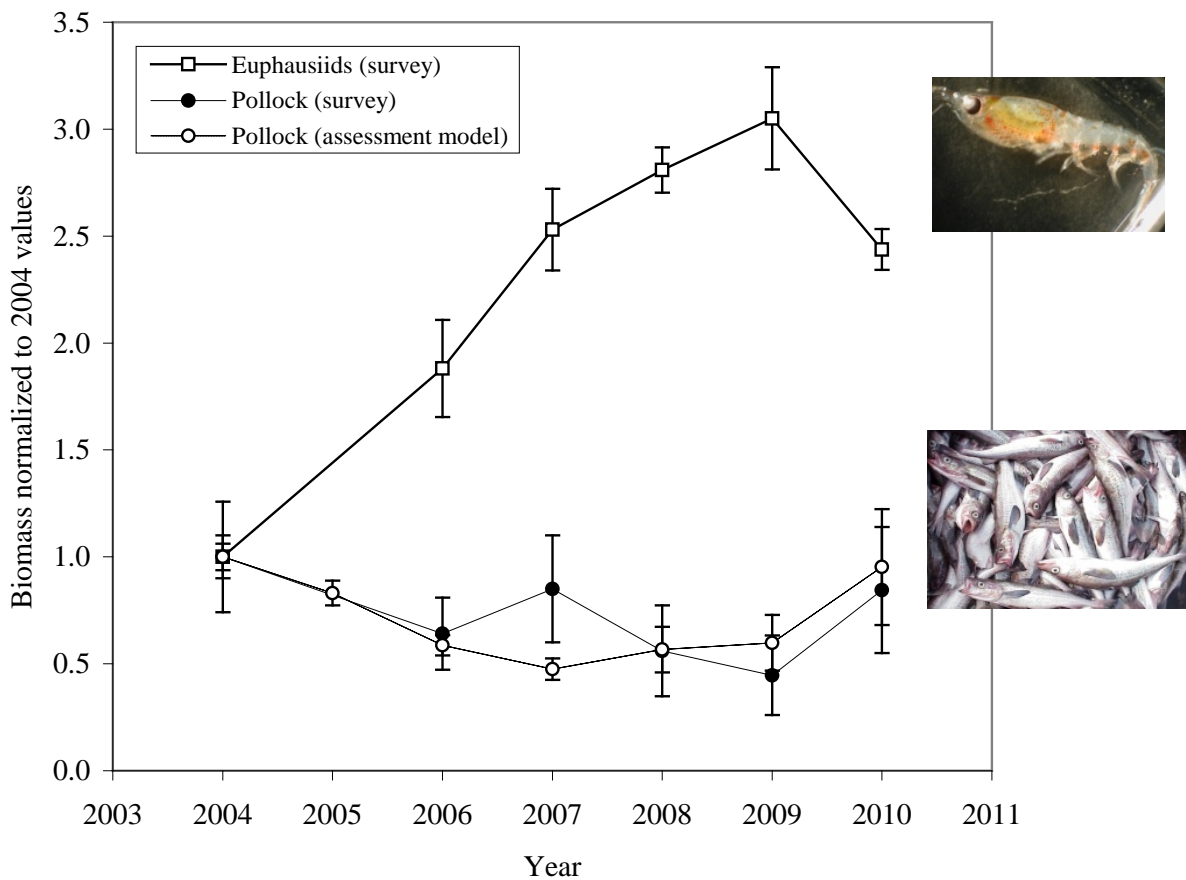 3.5
3.0
2.5
2.0
1.5
1.0
0.5
0.0
Biomass normalized to 2004 values
Euphausiids (survey)
Pollock (survey)
Pollock (assessment model)
2003 2004 2005 2006 2007 2008 2009 2010 2011
Year